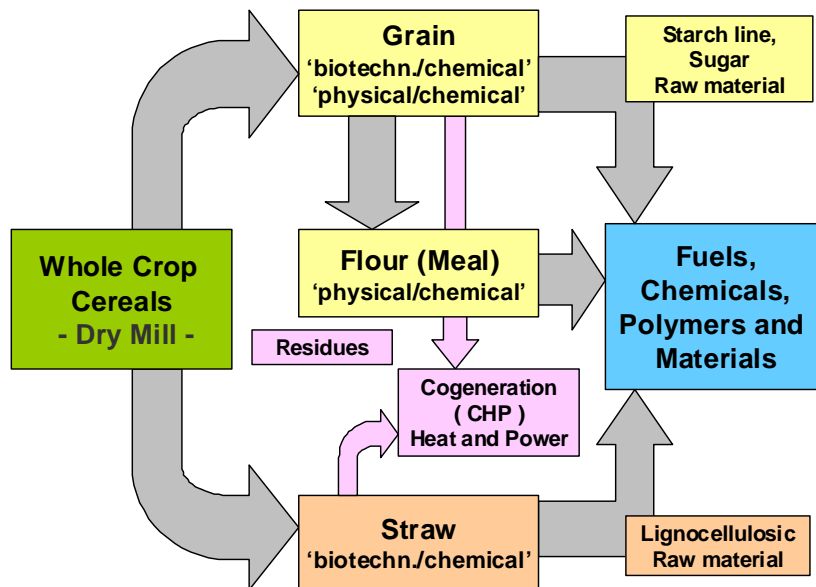 Grain
‘biotechn./chemical’
‘physical/chemical’
Starch line,
Sugar
Raw material
Whole Crop
Cereals
- Dry Mill -
Flour (Meal)
‘physical/chemical’
Fuels,
Chemicals,
Polymers and
Materials
Residues
Cogeneration
( CHP )
Heat and Power
Straw
‘biotechn./chemical’
Lignocellulosic
Raw material